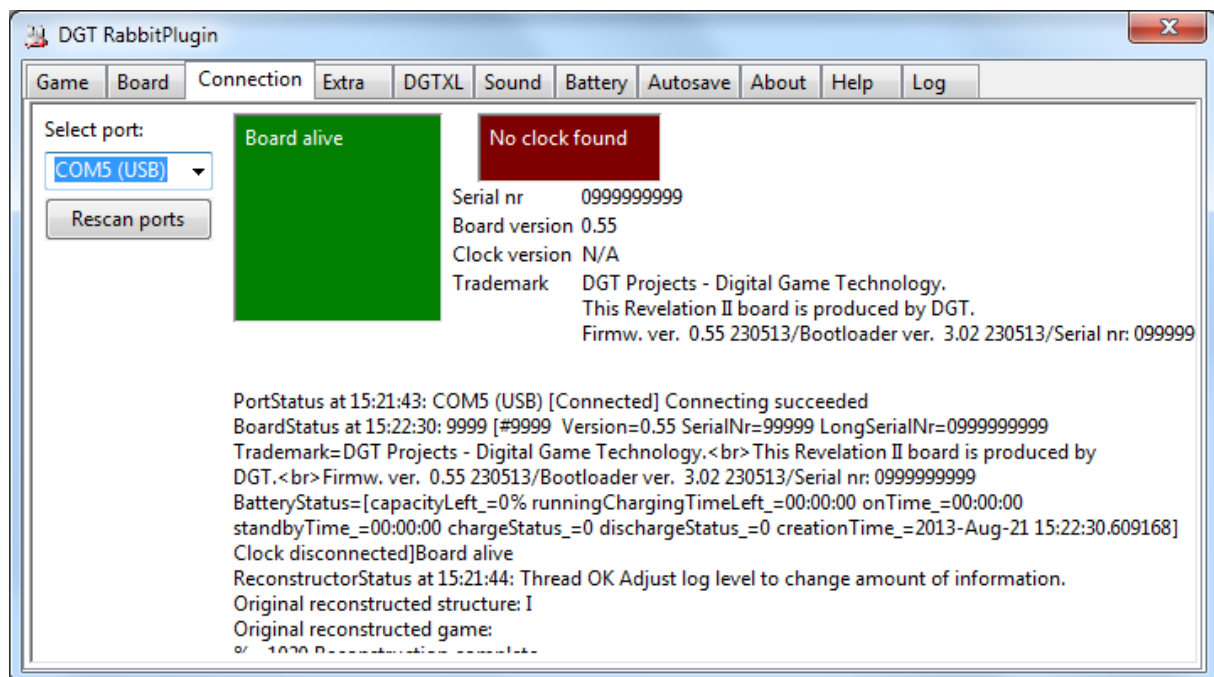 DGT RabbitPlugin
Game Board Connection Extra DGTXL Sound Battery Autosave About Help Log
Select port:
COM5 (USB)
Rescan ports
Board alive
No clock found
Serial nr 0999999999
Board version 0.55
Clock version N/A
Trademark DGT Projects - Digital Game Technology.
This Revelation II board is produced by DGT.
Firmw. ver. 0.55 230513/Bootloader ver. 3.02 230513/Serial nr: 099999
PortStatus at 15:21:43: COM5 (USB) [Connected] Connecting succeeded
BoardStatus at 15:22:30: 9999 [#9999 Version=0.55 SerialNr=99999 LongSerialNr=0999999999
Trademark=DGT Projects - Digital Game Technology.<br>This Revelation II board is produced by
DGT.<br>Firmw. ver. 0.55 230513/Bootloader ver. 3.02 230513/Serial nr: 0999999999
BatteryStatus=[capacityLeft_=0% runningChargingTimeLeft_=00:00:00 onTime_=00:00:00
standbyTime_=00:00:00 chargeStatus_=0 dischargeStatus_=0 creationTime_=2013-Aug-21 15:22:30.609168]
Clock disconnected]Board alive
ReconstructorStatus at 15:21:44: Thread OK Adjust log level to change amount of information.
Original reconstructed structure: I
Original reconstructed game: